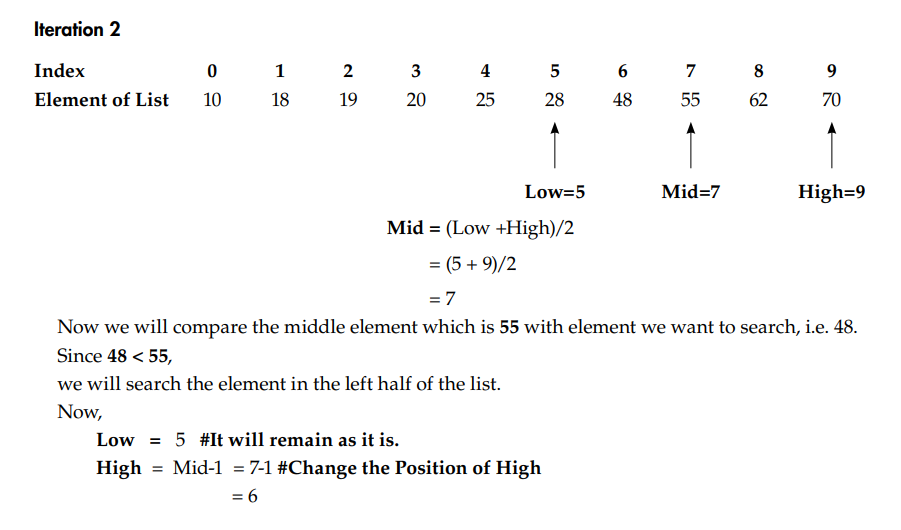 Iteration 2
Index 0 1 2 3 4 5 6 7 8 9
Element of List 10 18 19 20 25 28 48 55 62 70
Low=5 Mid=7 High=9
Mid = (Low +High)/2
= (5 + 9)/2
= 7
Now we will compare the middle element which is 55 with element we want to search, i.e. 48.
Since 48 < 55,
we will search the element in the left half of the list.
Now,
Low = 5 #It will remain as it is.
High = Mid-1 = 7-1 #Change the Position of High
= 6